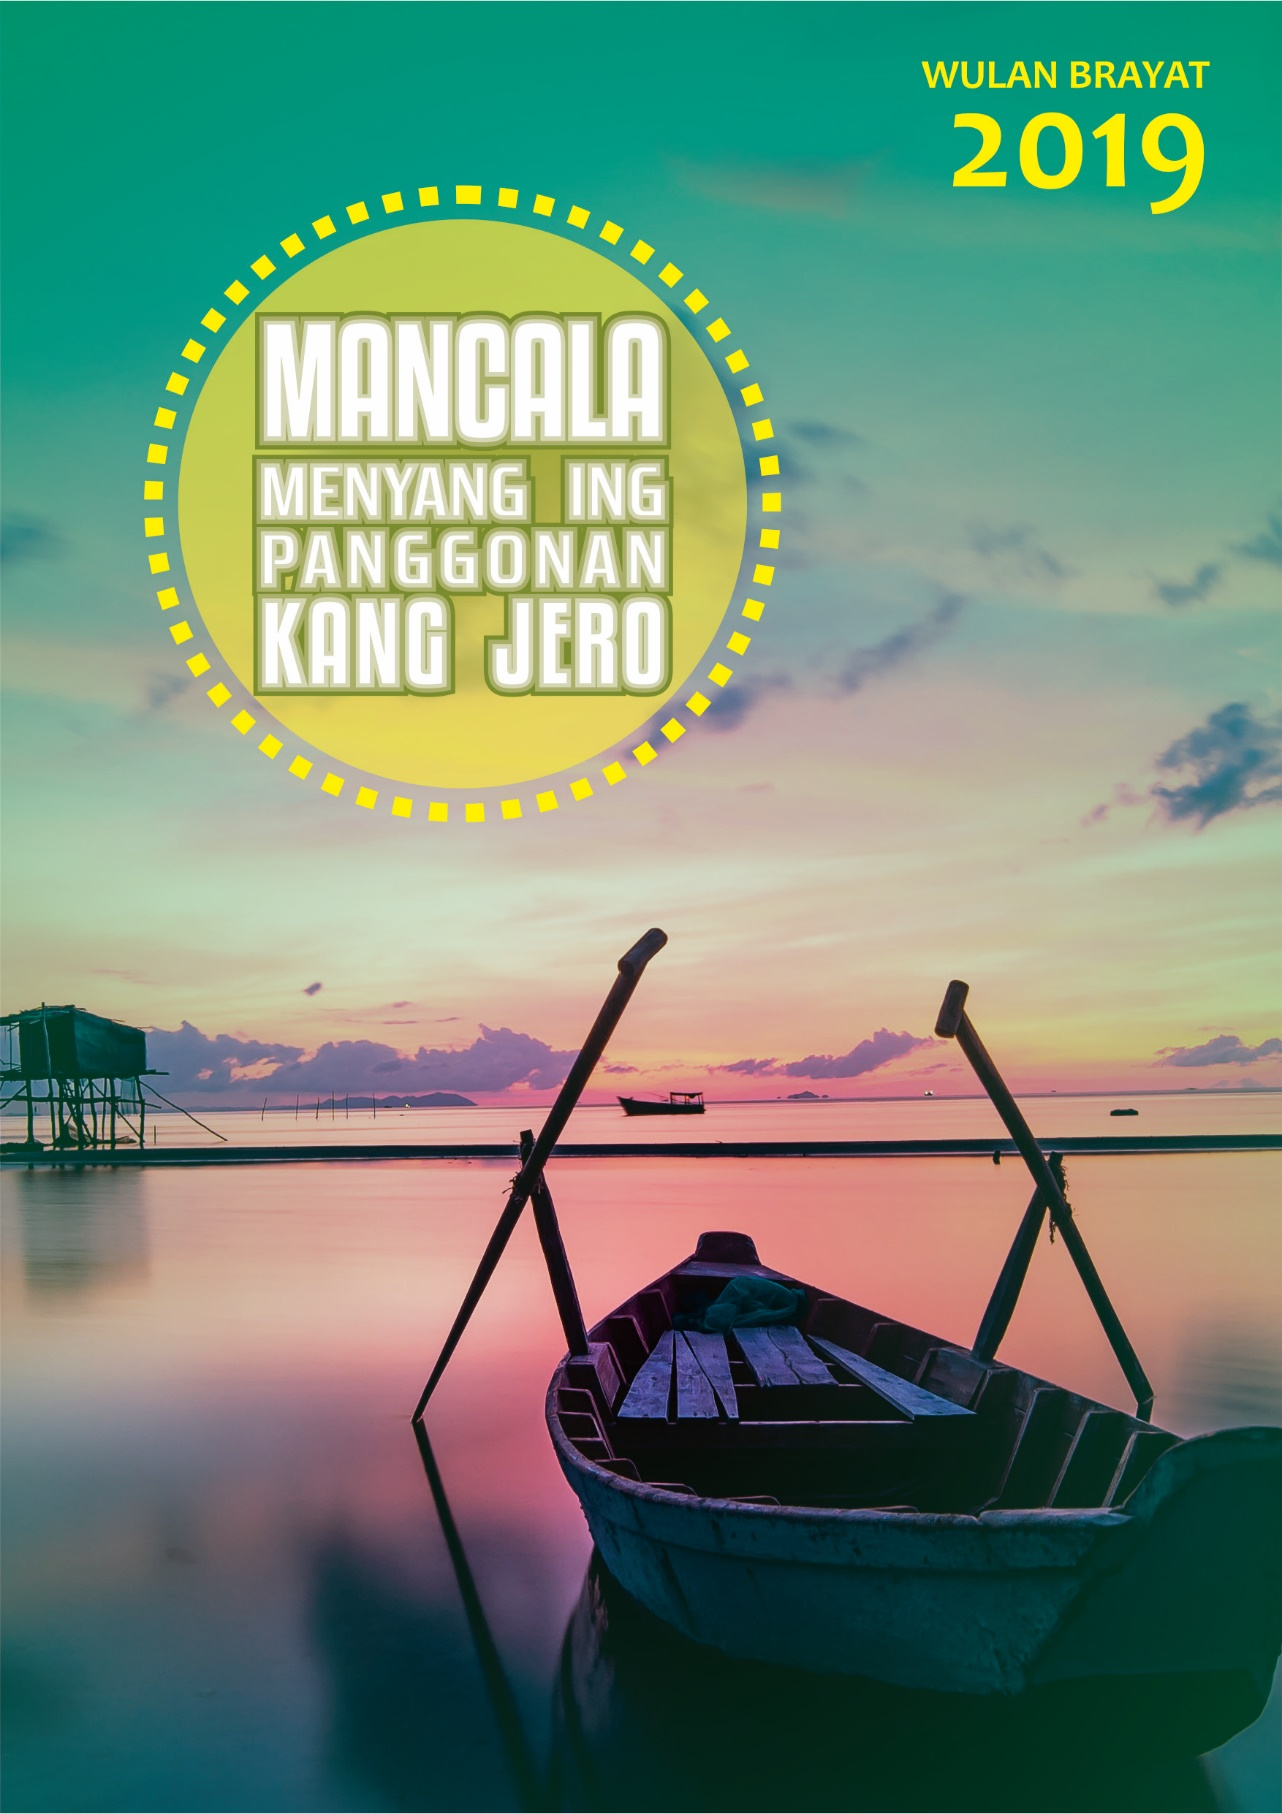 WULAN BRAYAT
2019
MANCALA
MENYANG ING
PANGGONAN
KANG JERO